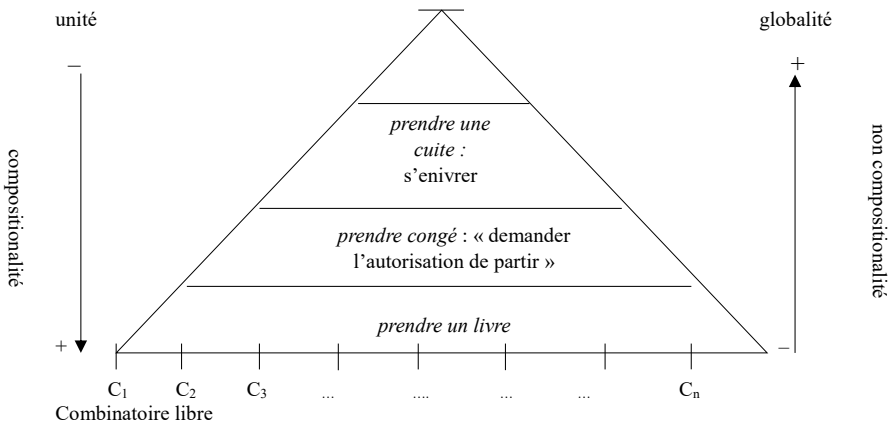 unité
globalité
–
+
prendre une
cuite :
s’enivrer
compositionalité
non compositionalité
prendre congé : « demander
l’autorisation de partir »
prendre un livre
+
–
C1 C2 C3 ... .... ... ... Cn
Combinatoire libre